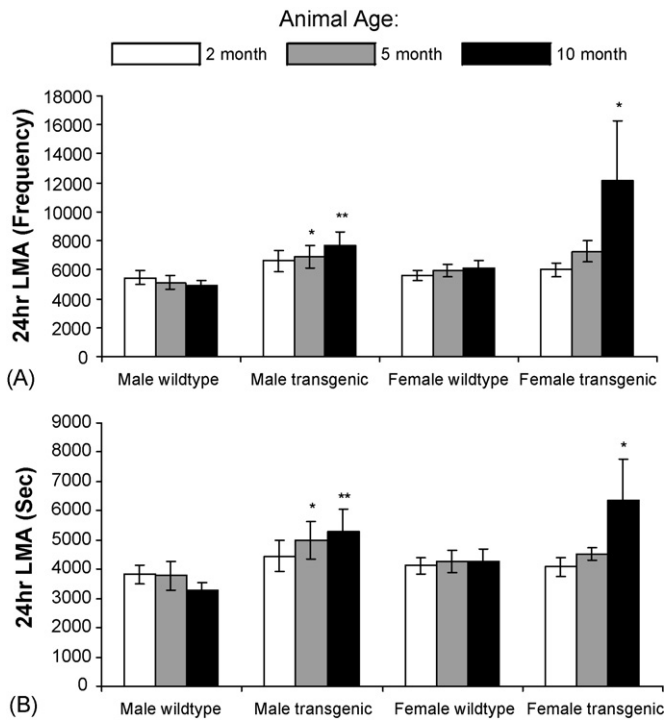 Animal Age:
2 month 5 month 10 month
18000
16000
14000
12000
10000
8000
6000
4000
2000
0
24hr LMA (Frequency)
* ** *
Male wildtype Male transgenic Female wildtype Female transgenic
(A)
9000
8000
7000
6000
5000
4000
3000
2000
1000
0
24hr LMA (Sec)
* ** *
Male wildtype Male transgenic Female wildtype Female transgenic
(B)